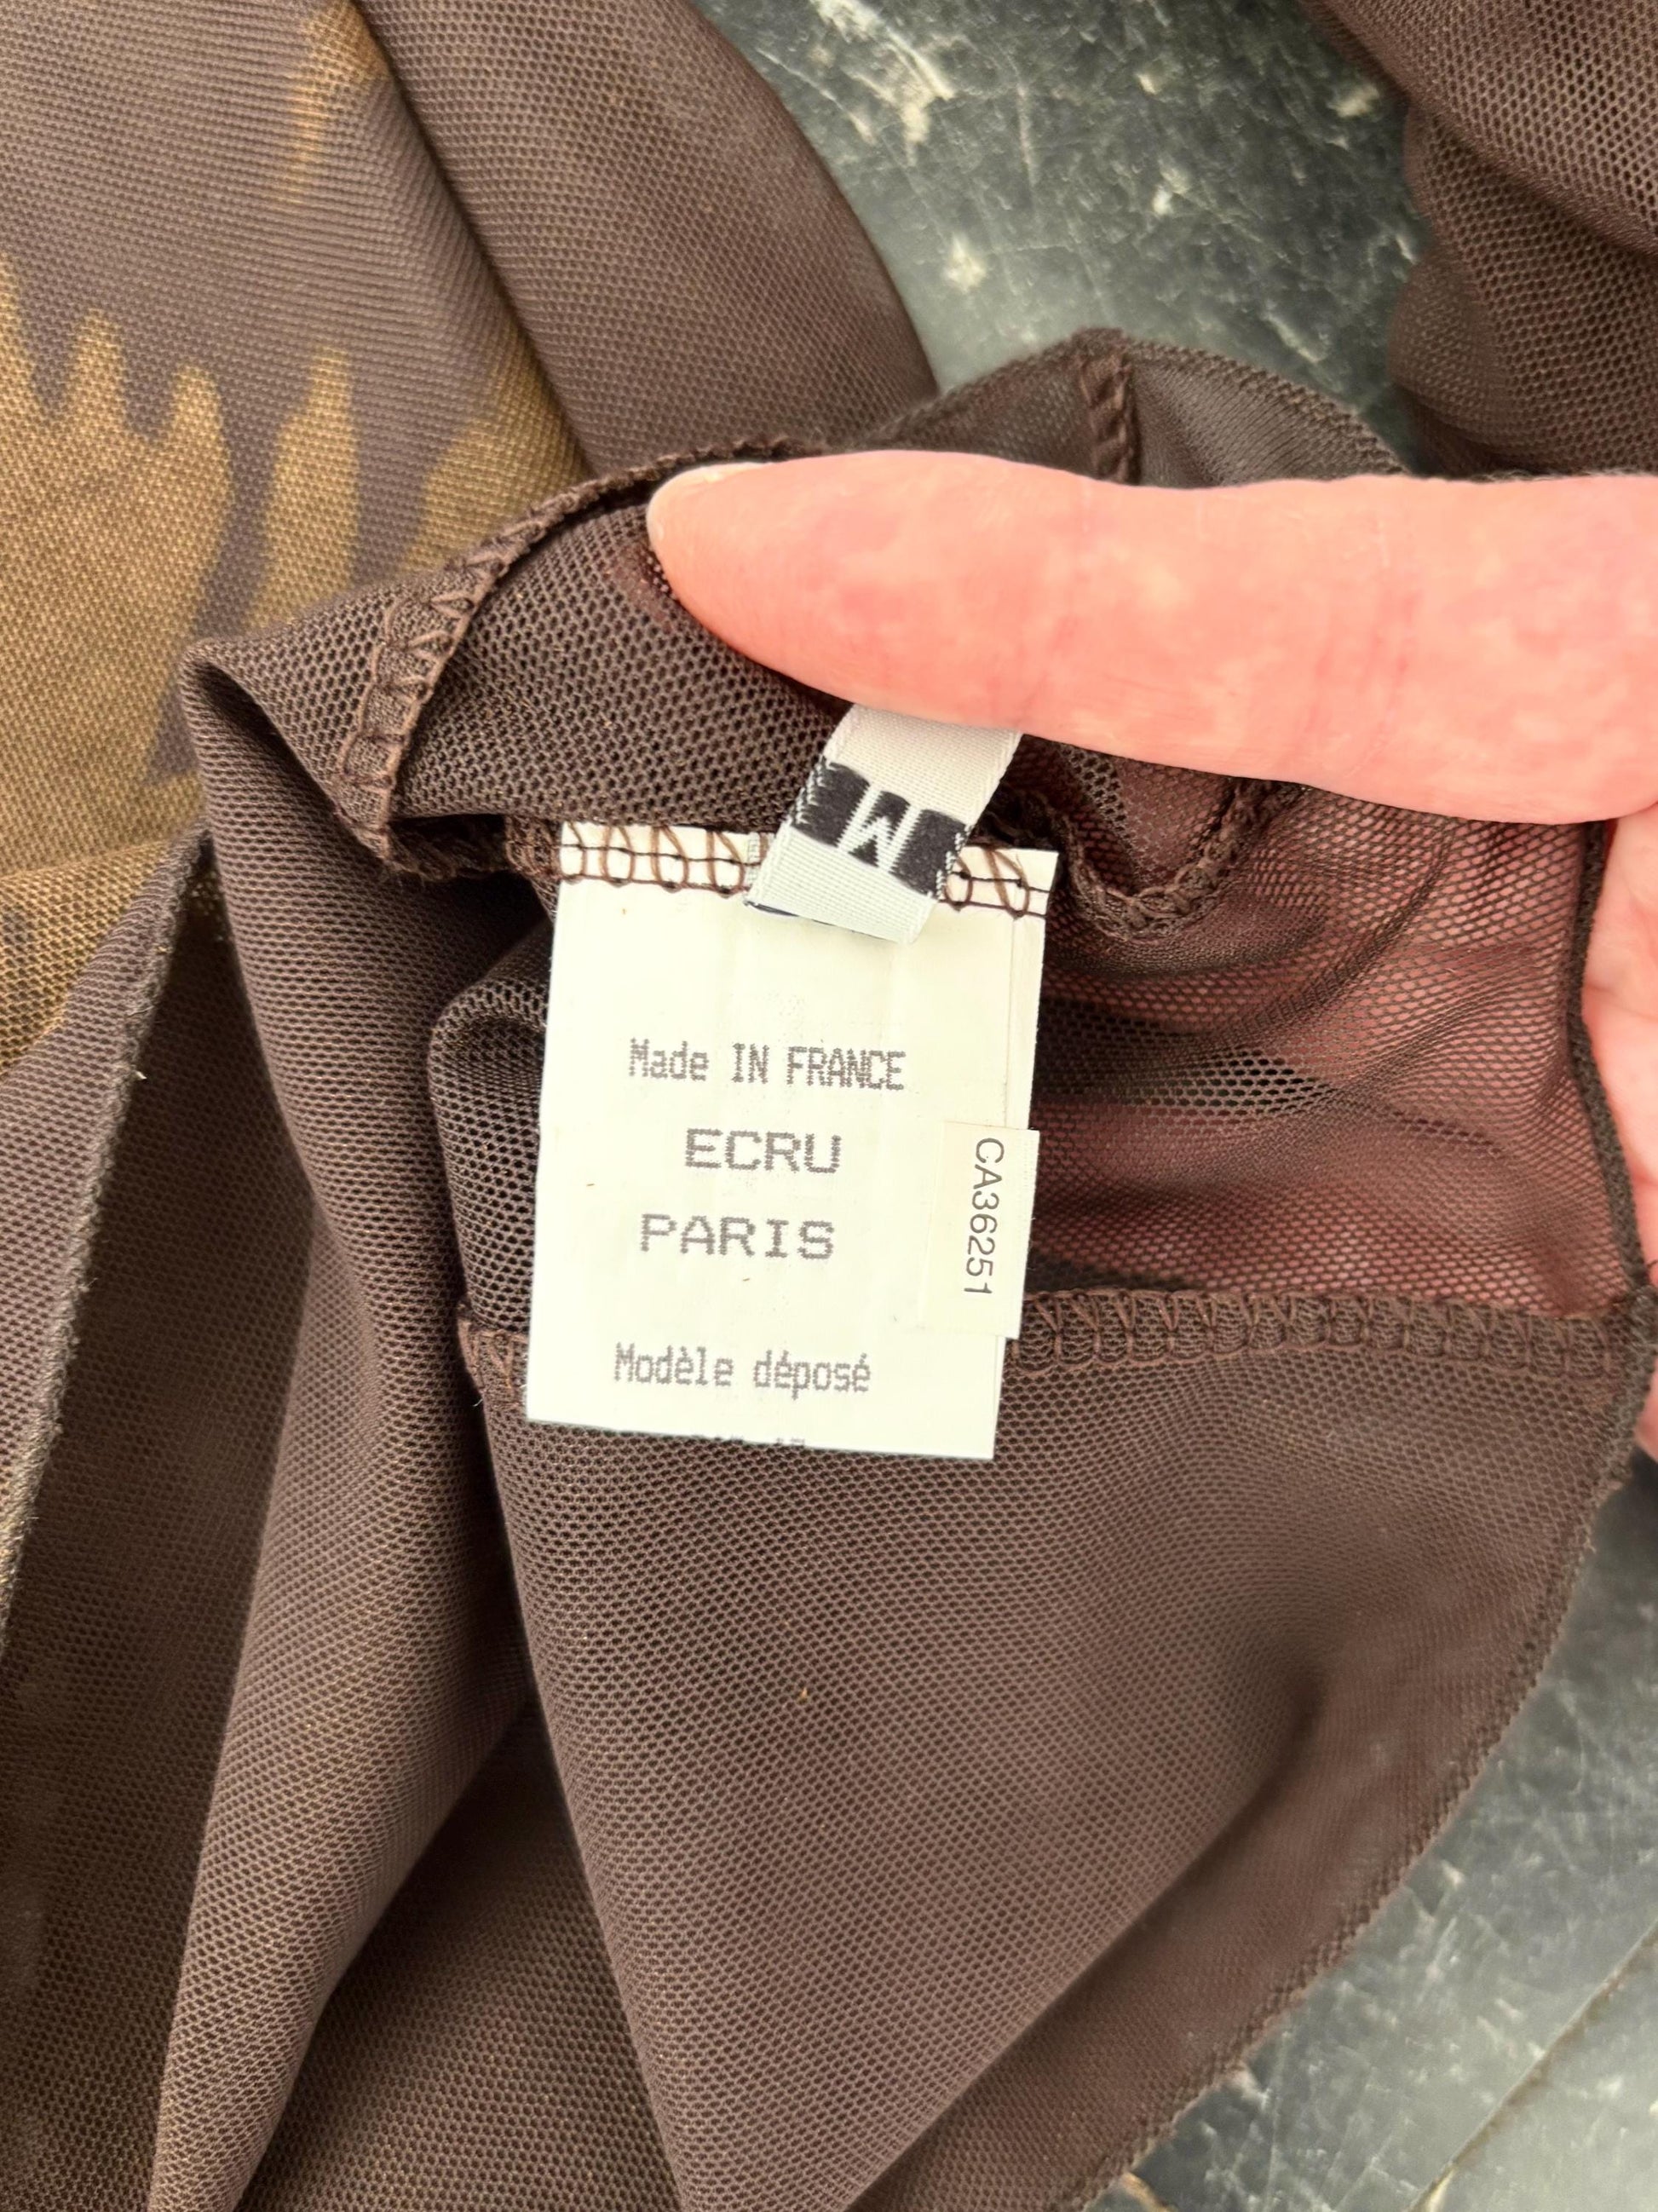 M
Made IN FRANCE
ECRU
PARIS
CA36251
Modèle déposé